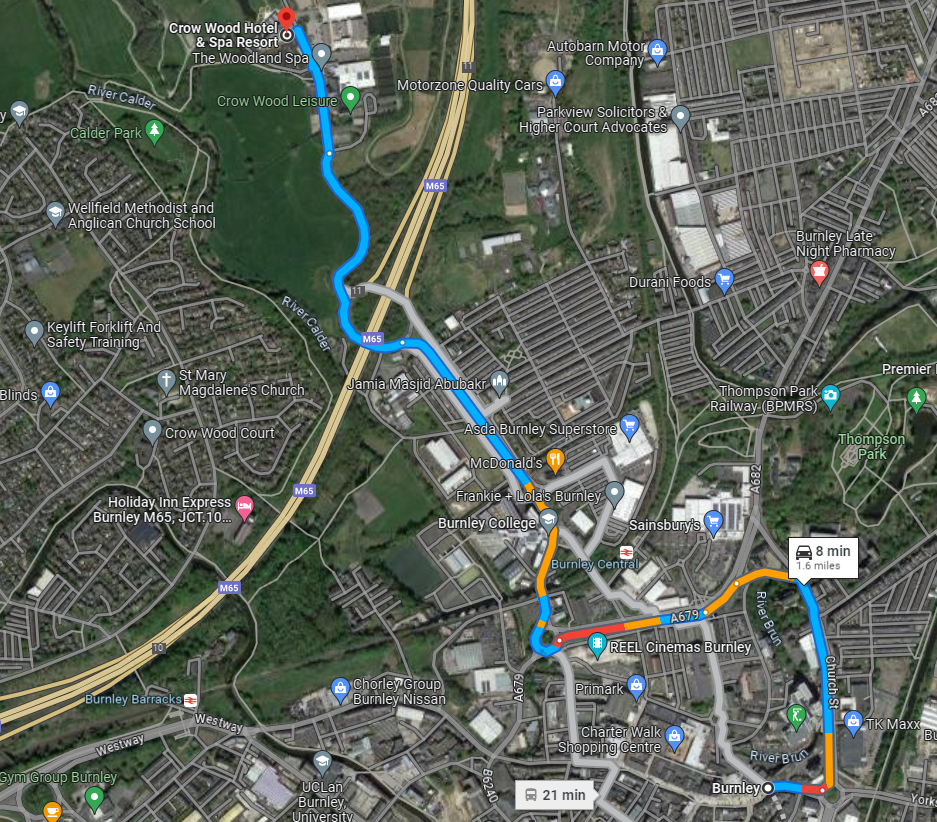 Crow Wood Hotel
& Spa Resort
The Woodland Spa
Autobarn Motor
Company
11
Motorzone Quality Cars
River Calder
Crow Wood Leisure
Parkview Solicitors &
Higher Court Advocates
y
Calder Park
A68
M65
Wellfield Methodist and
Anglican Church School
Burnley Late
Night Pharmacy
Durani Foods
11
River Calder
Keylift Forklift And
Safety Training
M65
St Mary
Magdalene's Church
Jamia Masjid Abubakr
Blinds
Thompson Park
Railway (BPMRS)
Premier I
Crow Wood Court
Asda Burnley Superstore
Thompson
Park
McDonald's
A682
M65
Frankie + Lola's Burnley
Holiday Inn Express
Burnley M65, JCT.10...
Burnley College
Sainsbury's
Burnley Central
8 min
1.6 miles
M65
River Brun
A679
10
REEL Cinemas Burnley
Church St
Burnley Barracks
Chorley Group
Burnley Nissan
A679
Primark
Westway
TK Maxx
Westway
Charter Walk
Shopping Centre
Bu
River Brun
Gym Group Burnley
UCLan
Burnley,
University
B6240
21 min
Burnley
Yorks